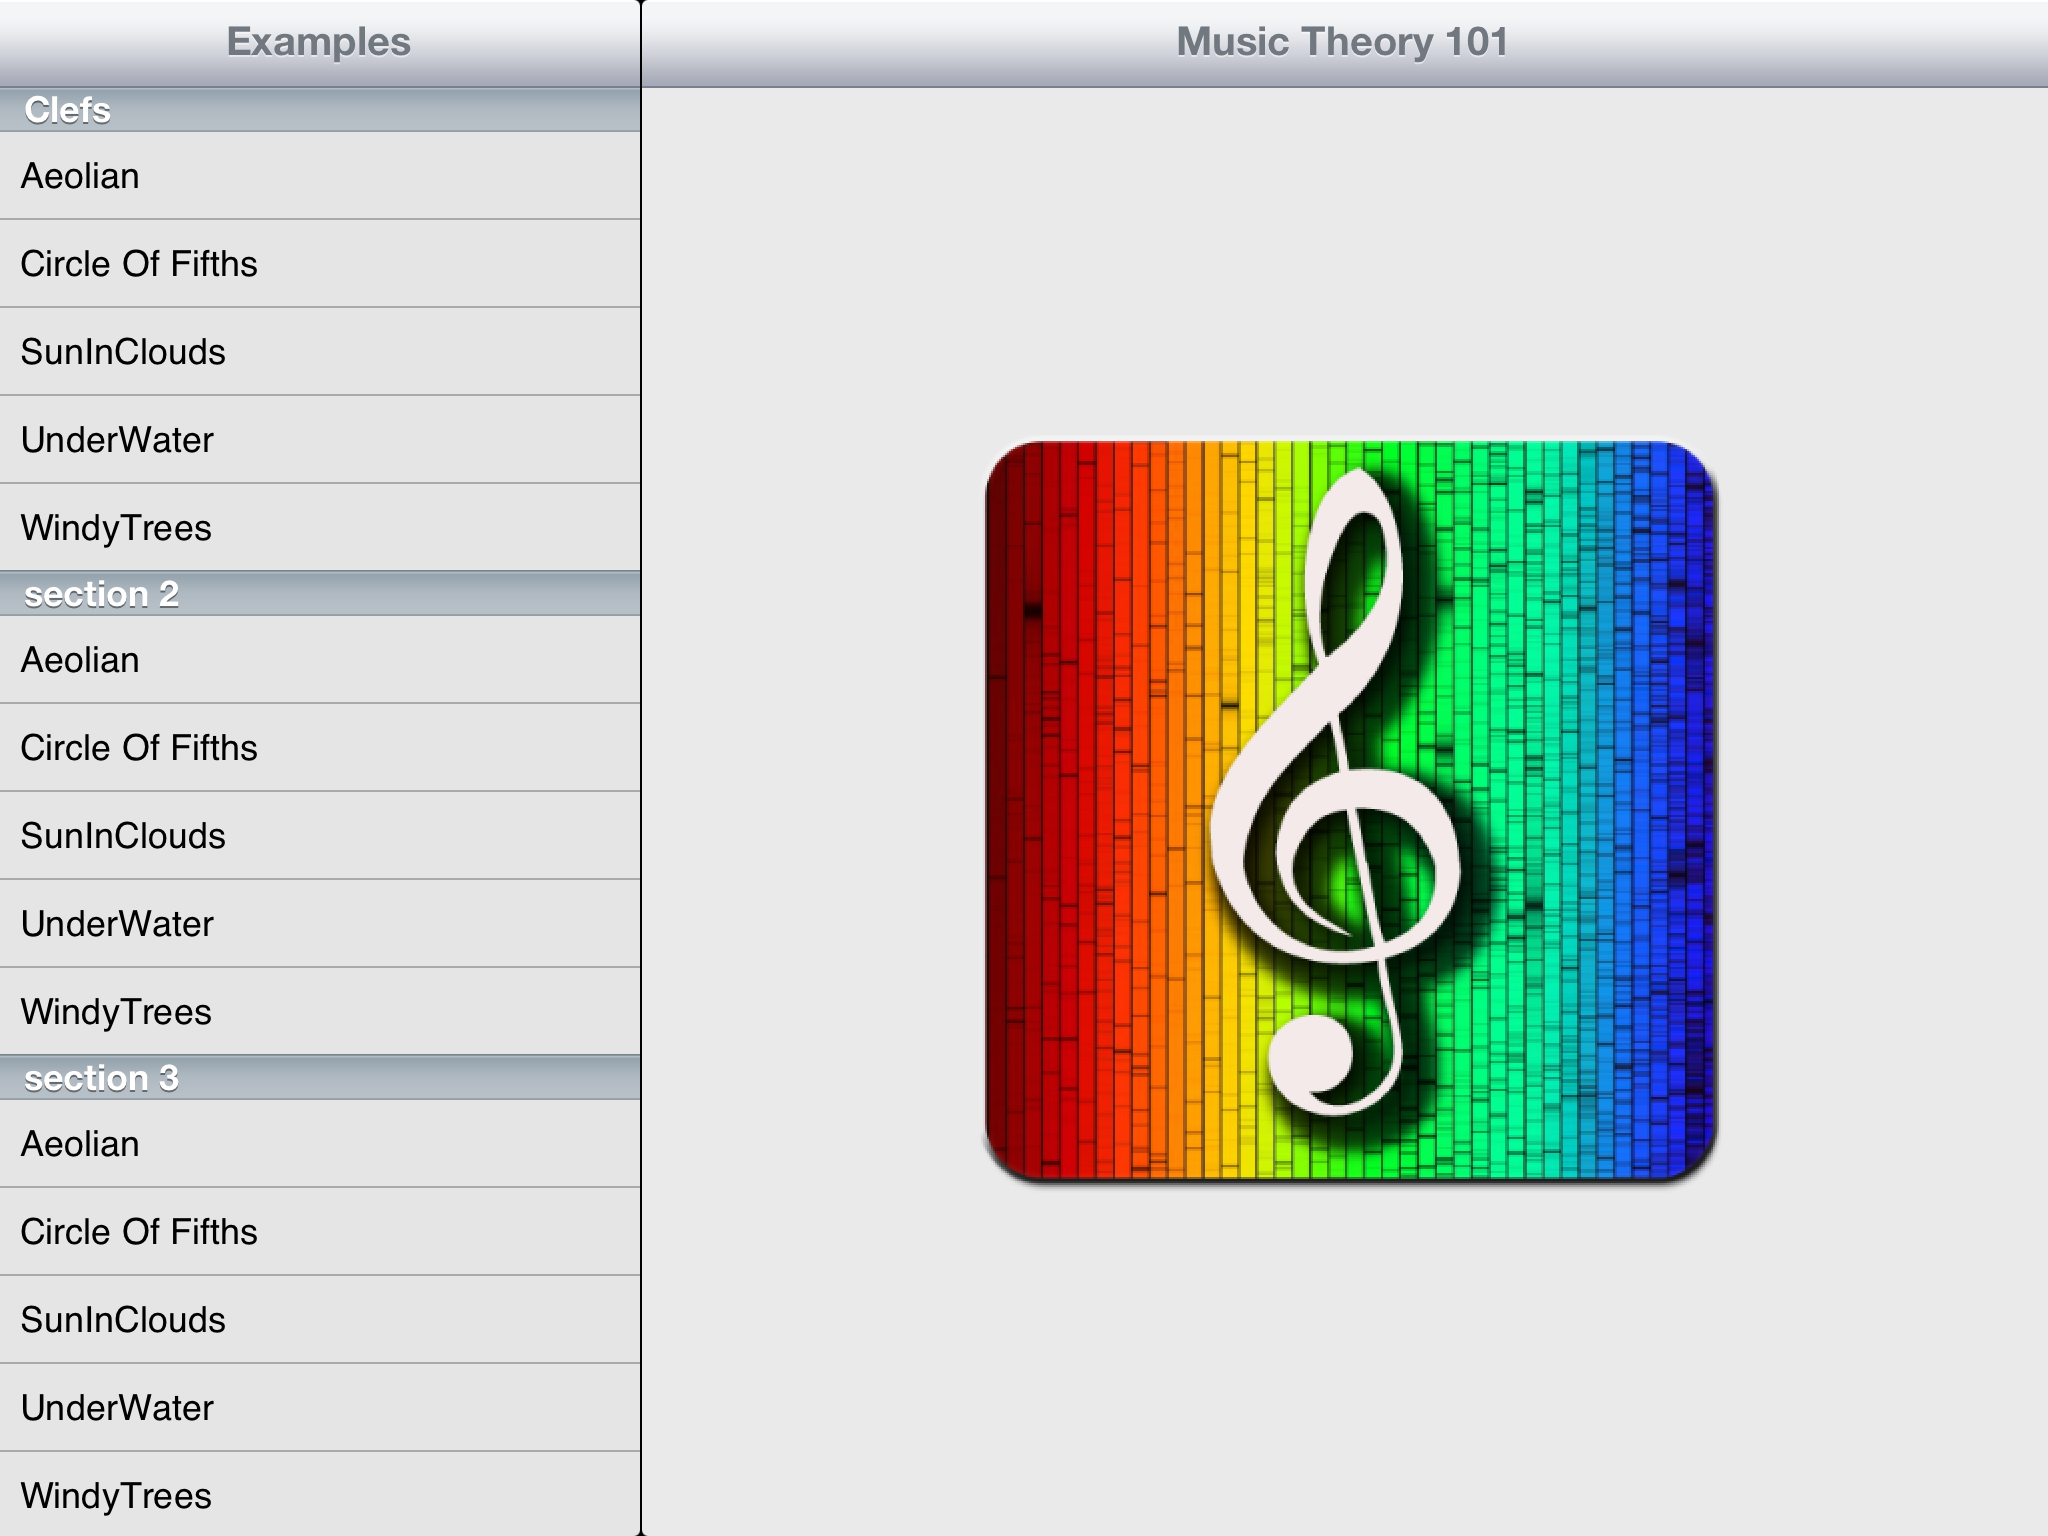 Examples
Clefs
Aeolian
Circle Of Fifths
SunInClouds
UnderWater
WindyTrees
section 2
Aeolian
Circle Of Fifths
SunInClouds
UnderWater
WindyTrees
section 3
Aeolian
Circle Of Fifths
SunInClouds
UnderWater
WindyTrees
Music Theory 101